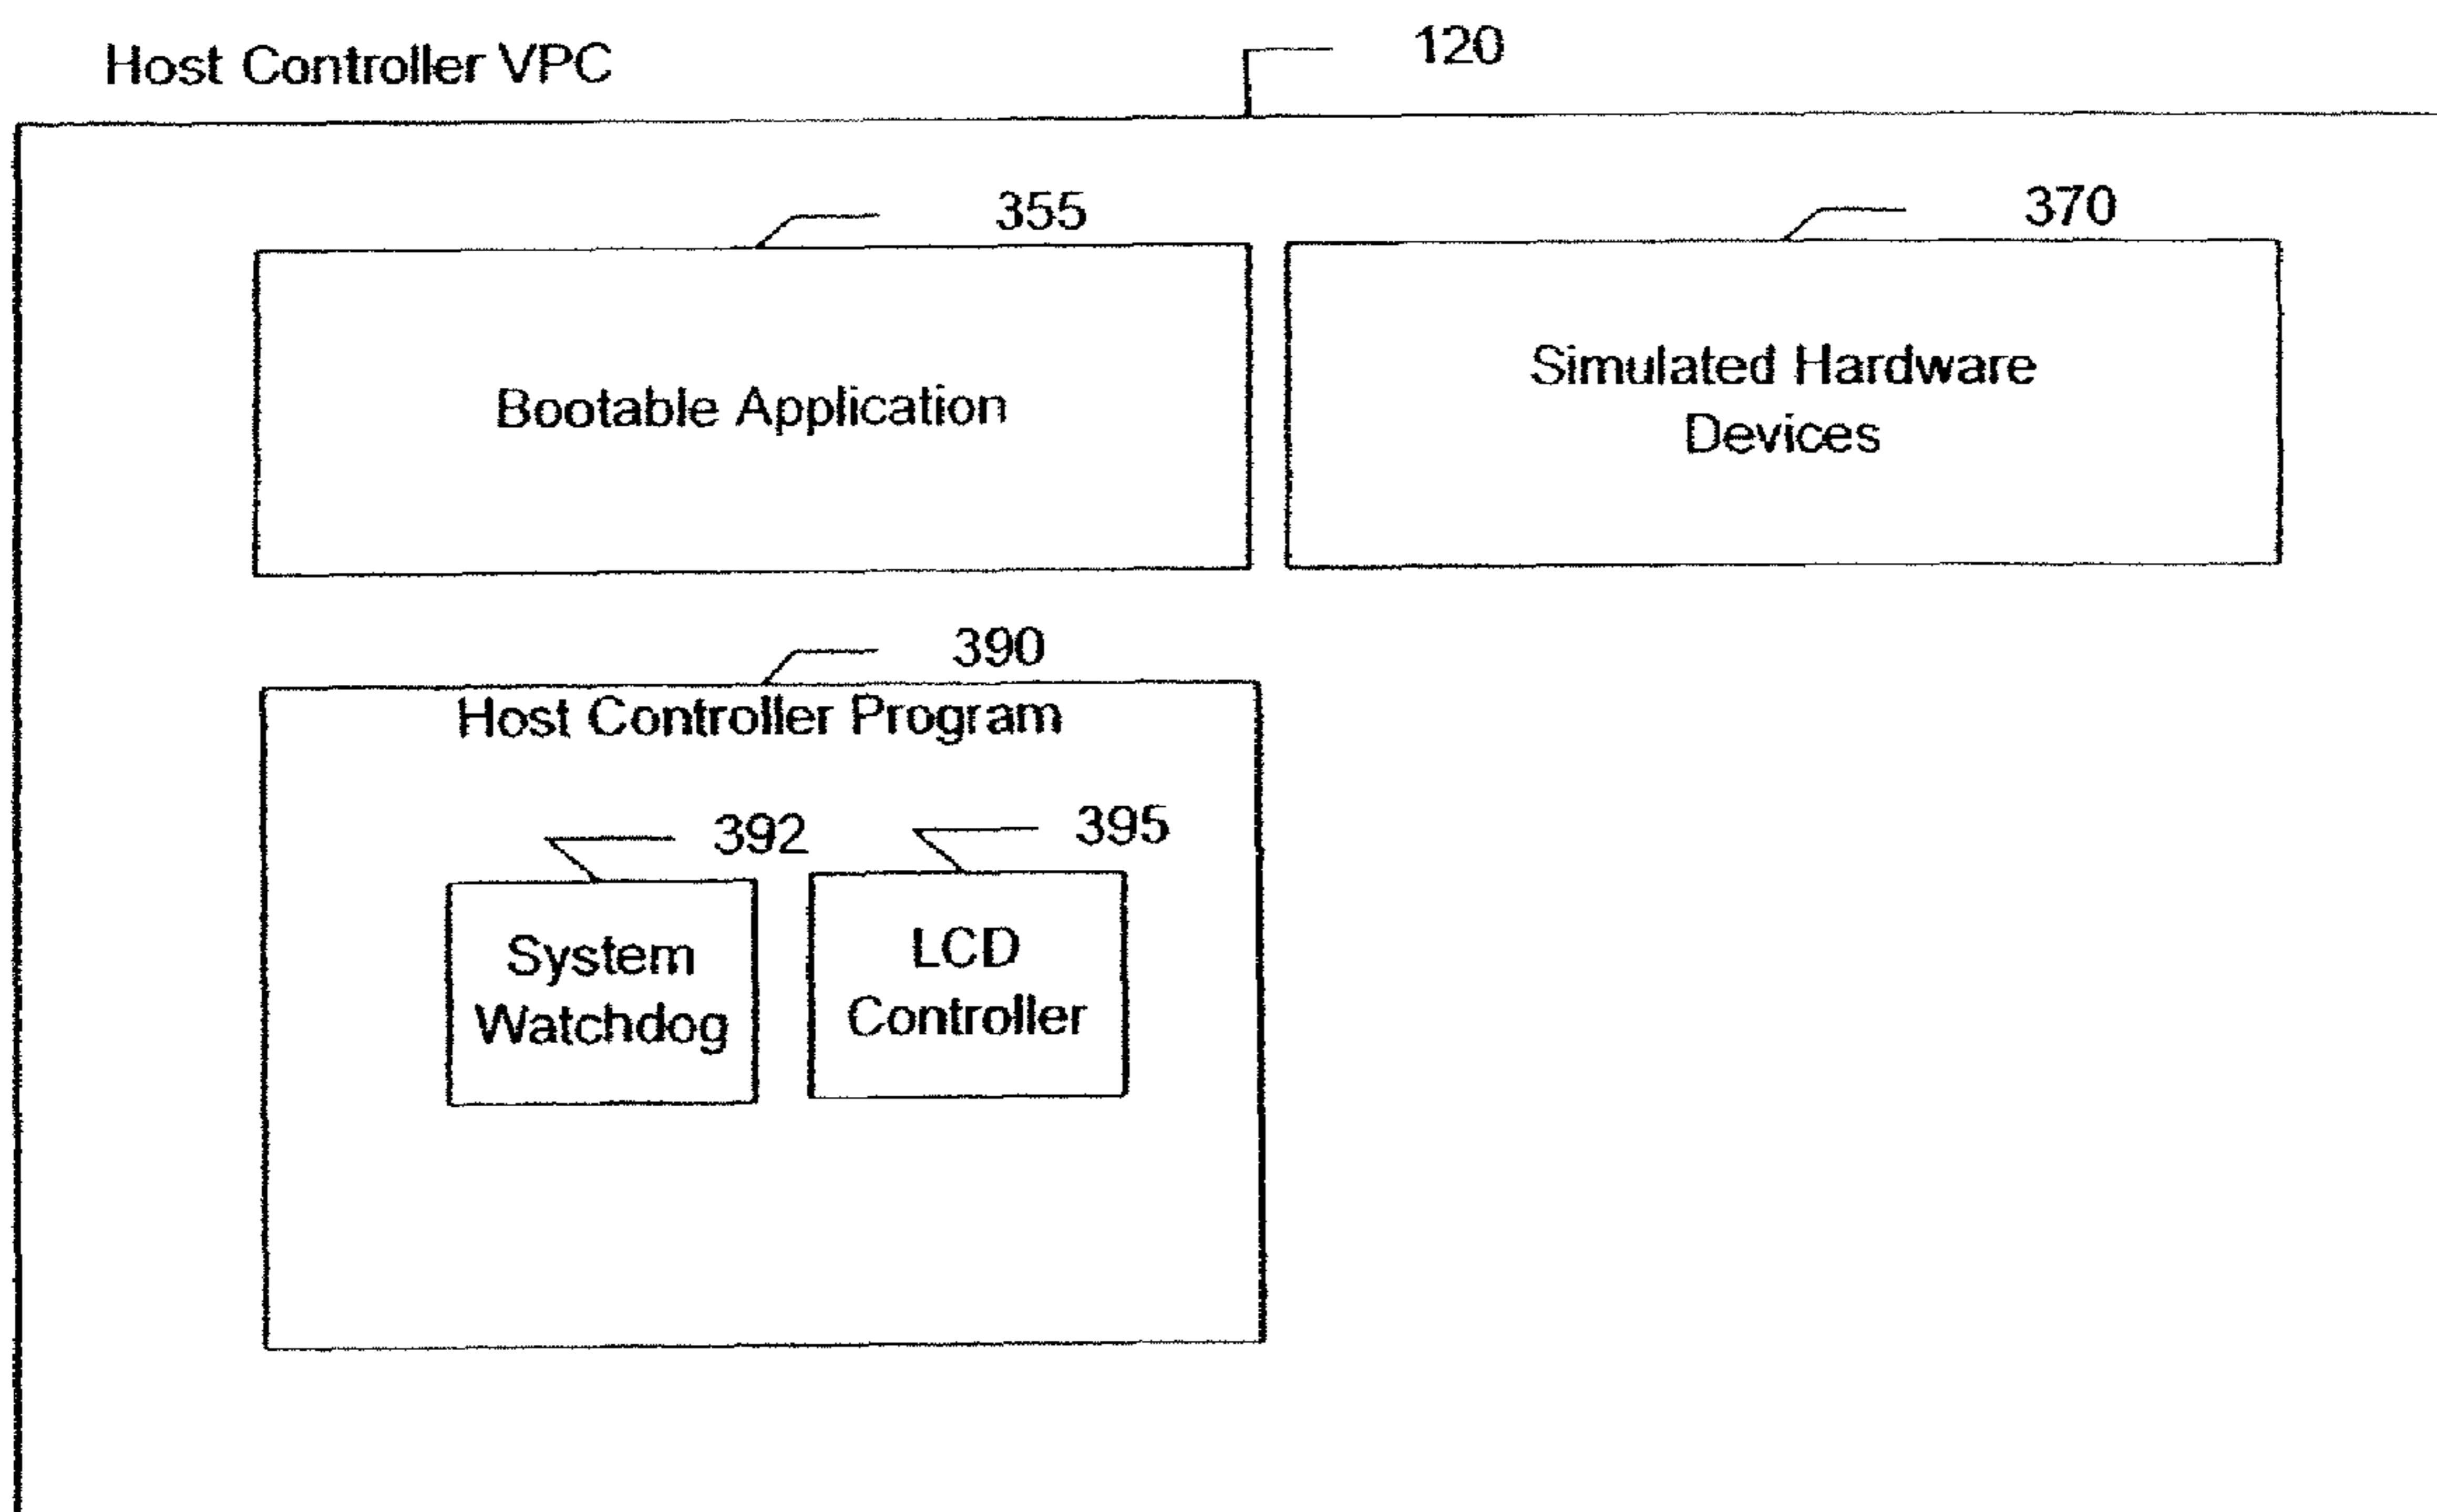 Host Controller VPC
120
355
370
Bootable Application
Simulated Hardware
Devices
390
Host Controller Program
392
395
System
Watchdog
LCD
Controller